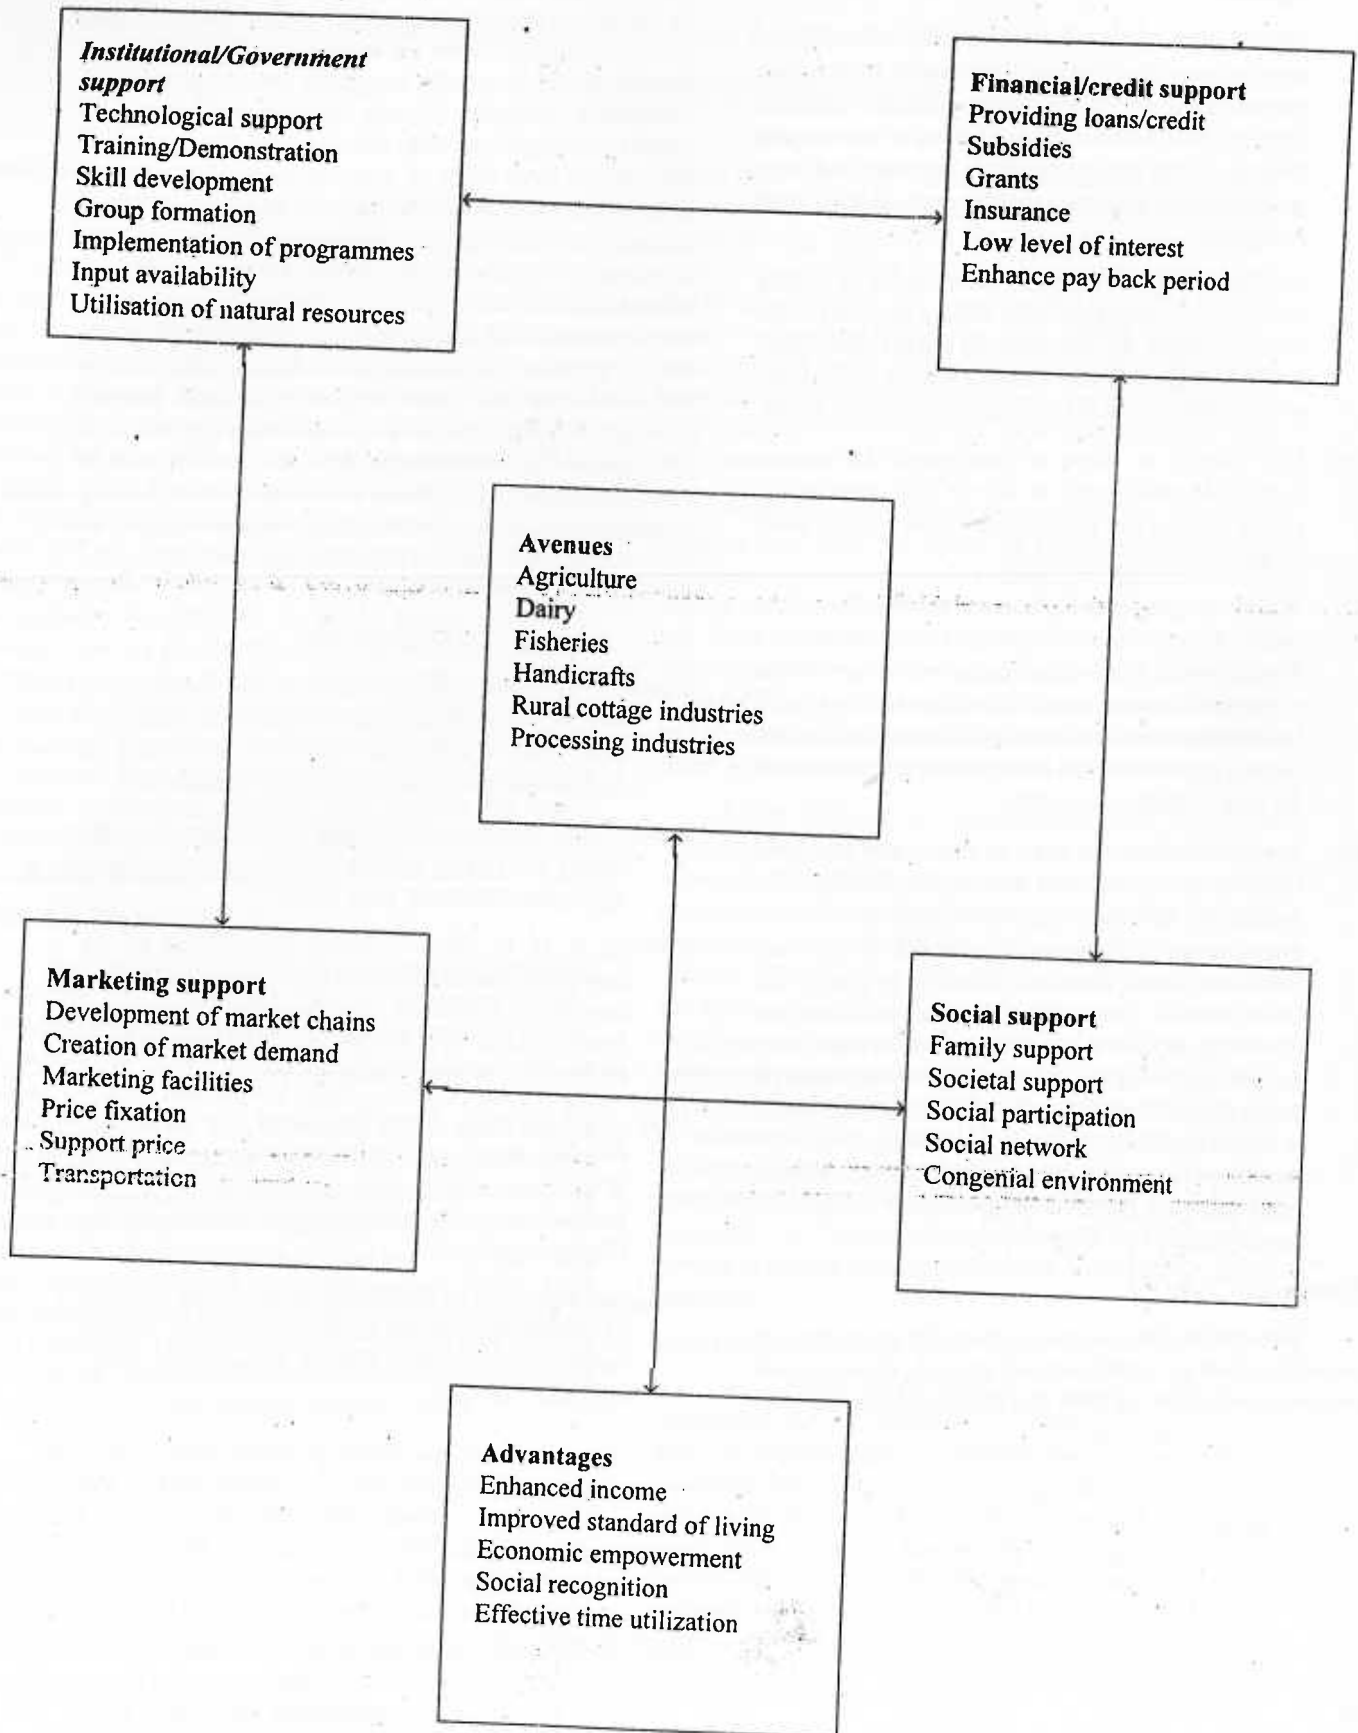 Institutional/Government
support
Technological support
Training/Demonstration
Skill development
Group formation
Implementation of programmes
Input availability
Utilisation of natural resources
Financial/credit support
Providing loans/credit
Subsidies
Grants
Insurance
Low level of interest
Enhance pay back period
Avenues
Agriculture
Dairy
Fisheries
Handicrafts
Rural cottage industries
Processing industries
Marketing support
Development of market chains
Creation of market demand
Marketing facilities
Price fixation
Support price
Transportation
Social support
Family support
Societal support
Social participation
Social network
Congenial environment
Advantages
Enhanced income
Improved standard of living
Economic empowerment
Social recognition
Effective time utilization